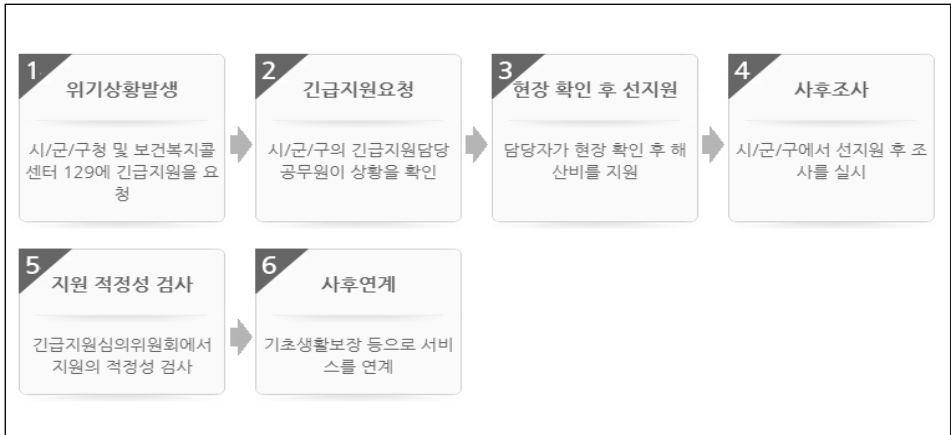 1
위기상황발생
시/군/구청 및 보건복지콜
센터 129에 긴급지원을 요
청
2
긴급지원요청
시/군/구의 긴급지원담당
공무원이 상황을 확인
3
현장 확인 후 선지원
담당자가 현장 확인 후 해
산비를 지원
4
사후조사
시/군/구에서 선지원 후 조
사를 실시
5
지원 적정성 검사
긴급지원심의위원회에서
지원의 적정성 검사
6
사후연계
기초생활보장 등으로 서비
스를 연계